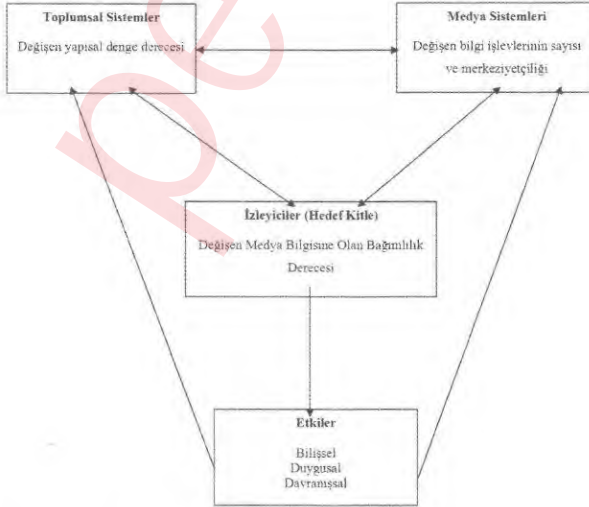 Toplumsal Sistemler
Değişen yapısal denge derecesi
Medya Sistemleri
Değişen bilgi işlevlerinin sayısı
ve merkeziyetçiliği
İzleyiciler (Hedef Kitle)
Değişen Medya Bilgisine Olan Bağımlılık
Derecesi
Etkiler
Bilişsel
Duygusal
Davranışsal